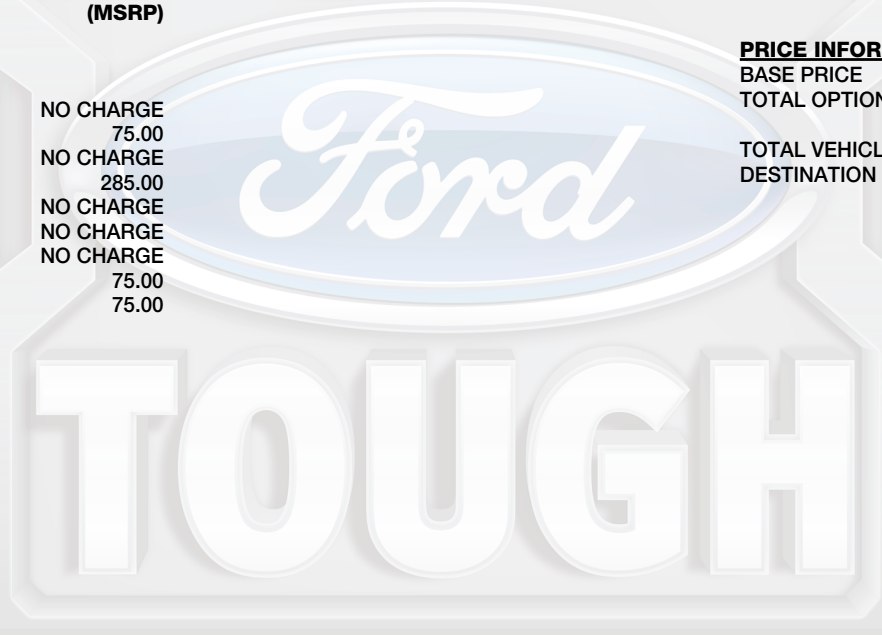 (MSRP)
NO CHARGE
75.00
NO CHARGE
285.00
NO CHARGE
NO CHARGE
NO CHARGE
75.00
75.00
PRICE INFOR
BASE PRICE
TOTAL OPTION
TOTAL VEHICL
DESTINATION
Ford
TOUGH